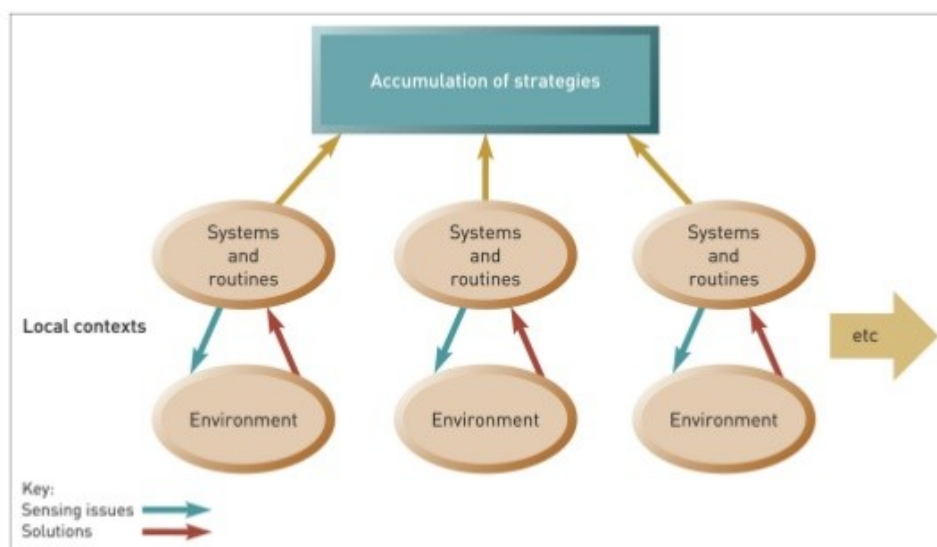 Accumulation of strategies
Systems
and
routines
Systems
and
routines
Systems
and
routines
Local contexts
etc
Environment
Environment
Environment
Key:
Sensing issues
Solutions